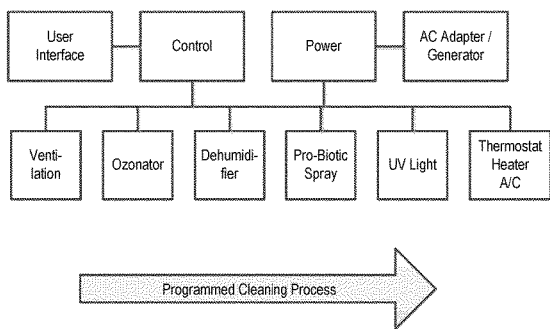 User
Interface
Control
Power
AC Adapter /
Generator
Venti-
lation
Ozonator
Dehumidi-
fier
Pro-Biotic
Spray
UV Light
Thermostat
Heater
A/C
Programmed Cleaning Process